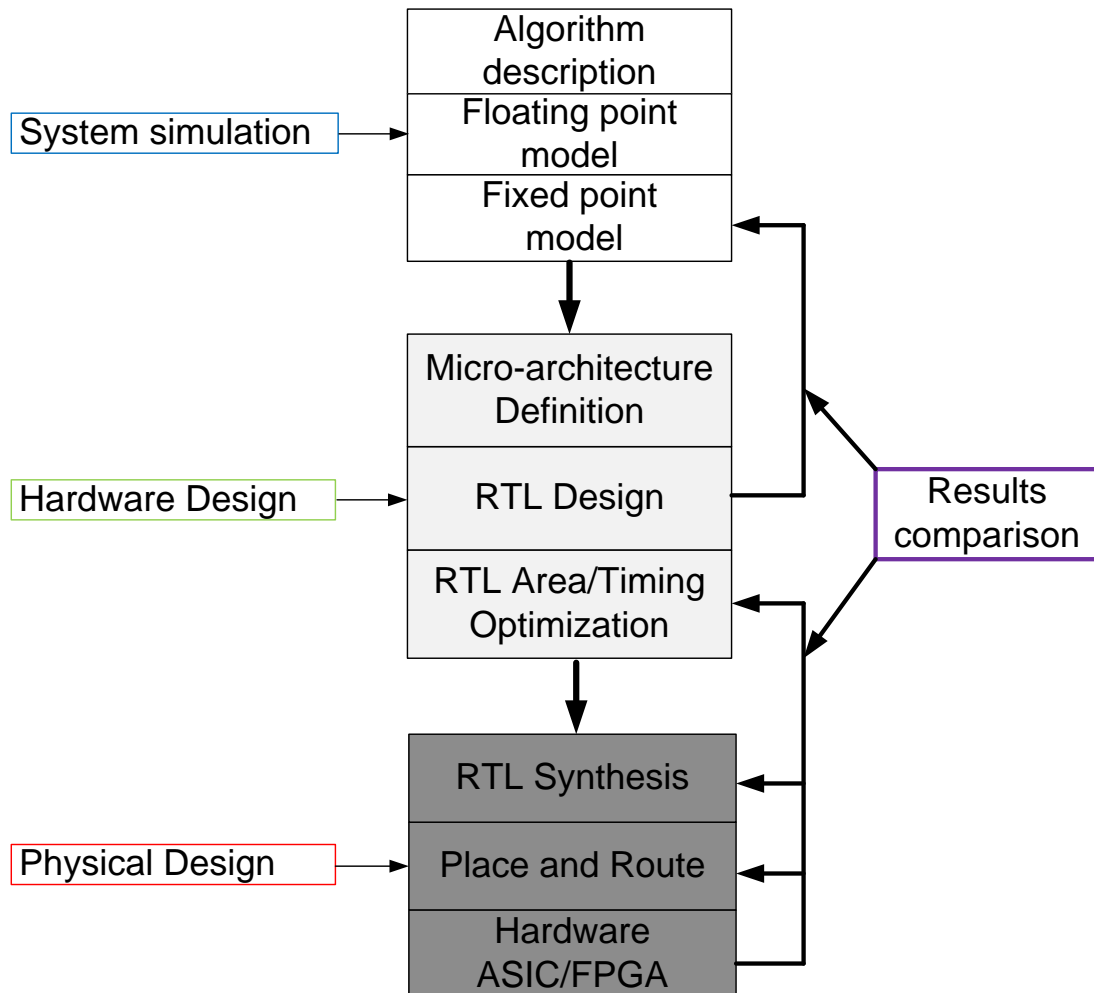 Algorithm
description
System simulation
Floating point
model
Fixed point
model
Micro-architecture
Definition
Hardware Design
RTL Design
Results
comparison
RTL Area/Timing
Optimization
RTL Synthesis
Physical Design
Place and Route
Hardware
ASIC/FPGA